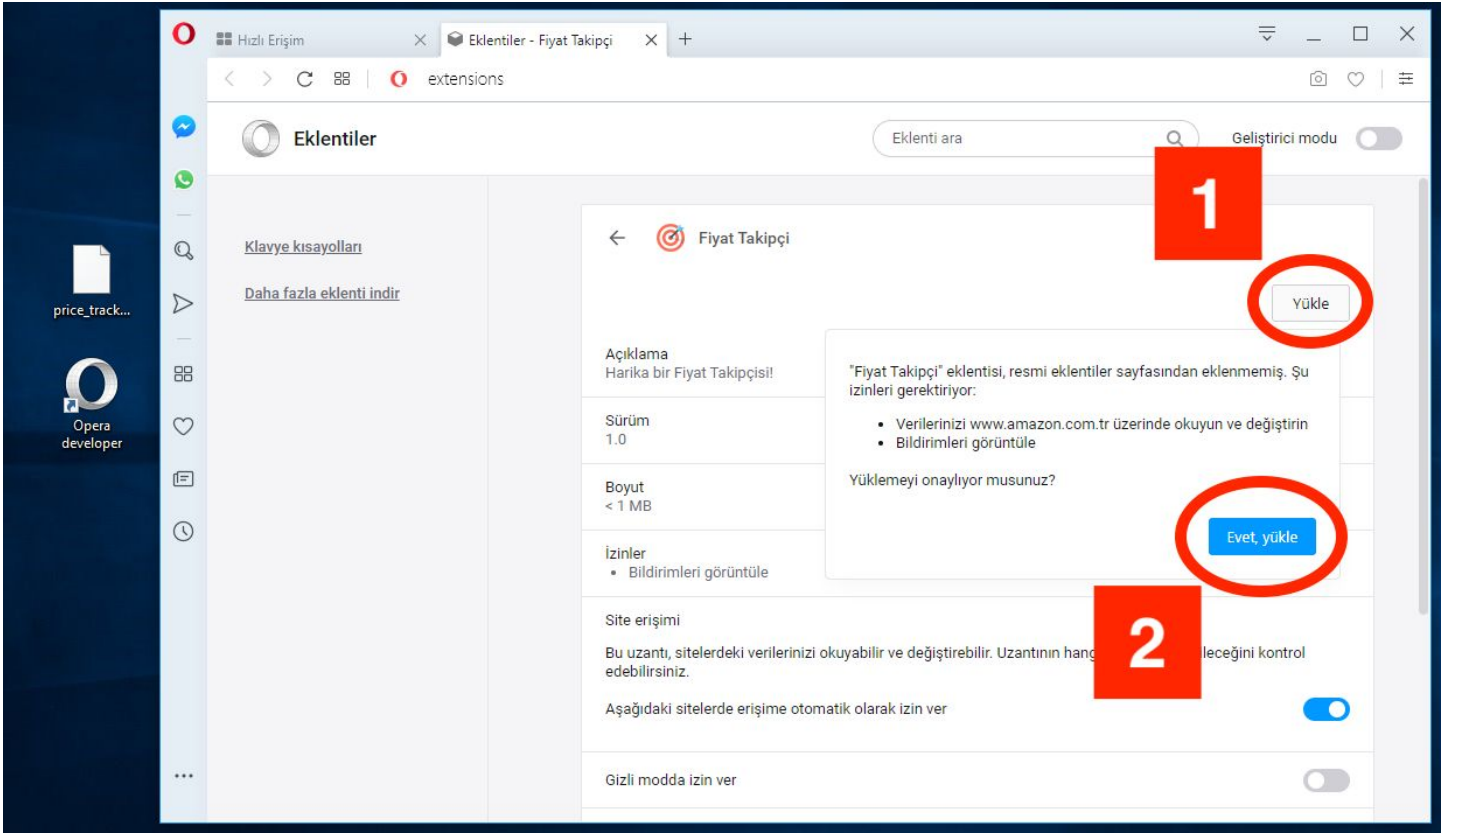 Hızlı Erişim
Eklentiler - Fiyat Takipçi
extensions
Eklentiler
Eklenti ara
Geliştirici modu
1
Klavye kısayolları
Daha fazla eklenti indir
price_track...
Opera
developer
Fiyat Takipçi
Yükle
Açıklama
Harika bir Fiyat Takipçisi!
Sürüm
1.0
Boyut
< 1 MB
İzinler
• Bildirimleri görüntüle
"Fiyat Takipçi" eklentisi, resmi eklentiler sayfasından eklenmemiş. Şu
izinleri gerektiriyor:
• Verilerinizi www.amazon.com.tr üzerinde okuyun ve değiştirin
• Bildirimleri görüntüle
Yüklemeyi onaylıyor musunuz?
Evet, yükle
2
Site erişimi
Bu uzantı, sitelerdeki verilerinizi okuyabilir ve değiştirebilir. Uzantının kontrol
edebilirsiniz.
Aşağıdaki sitelerde erişime otomatik olarak izin ver
Gizli modda izin ver